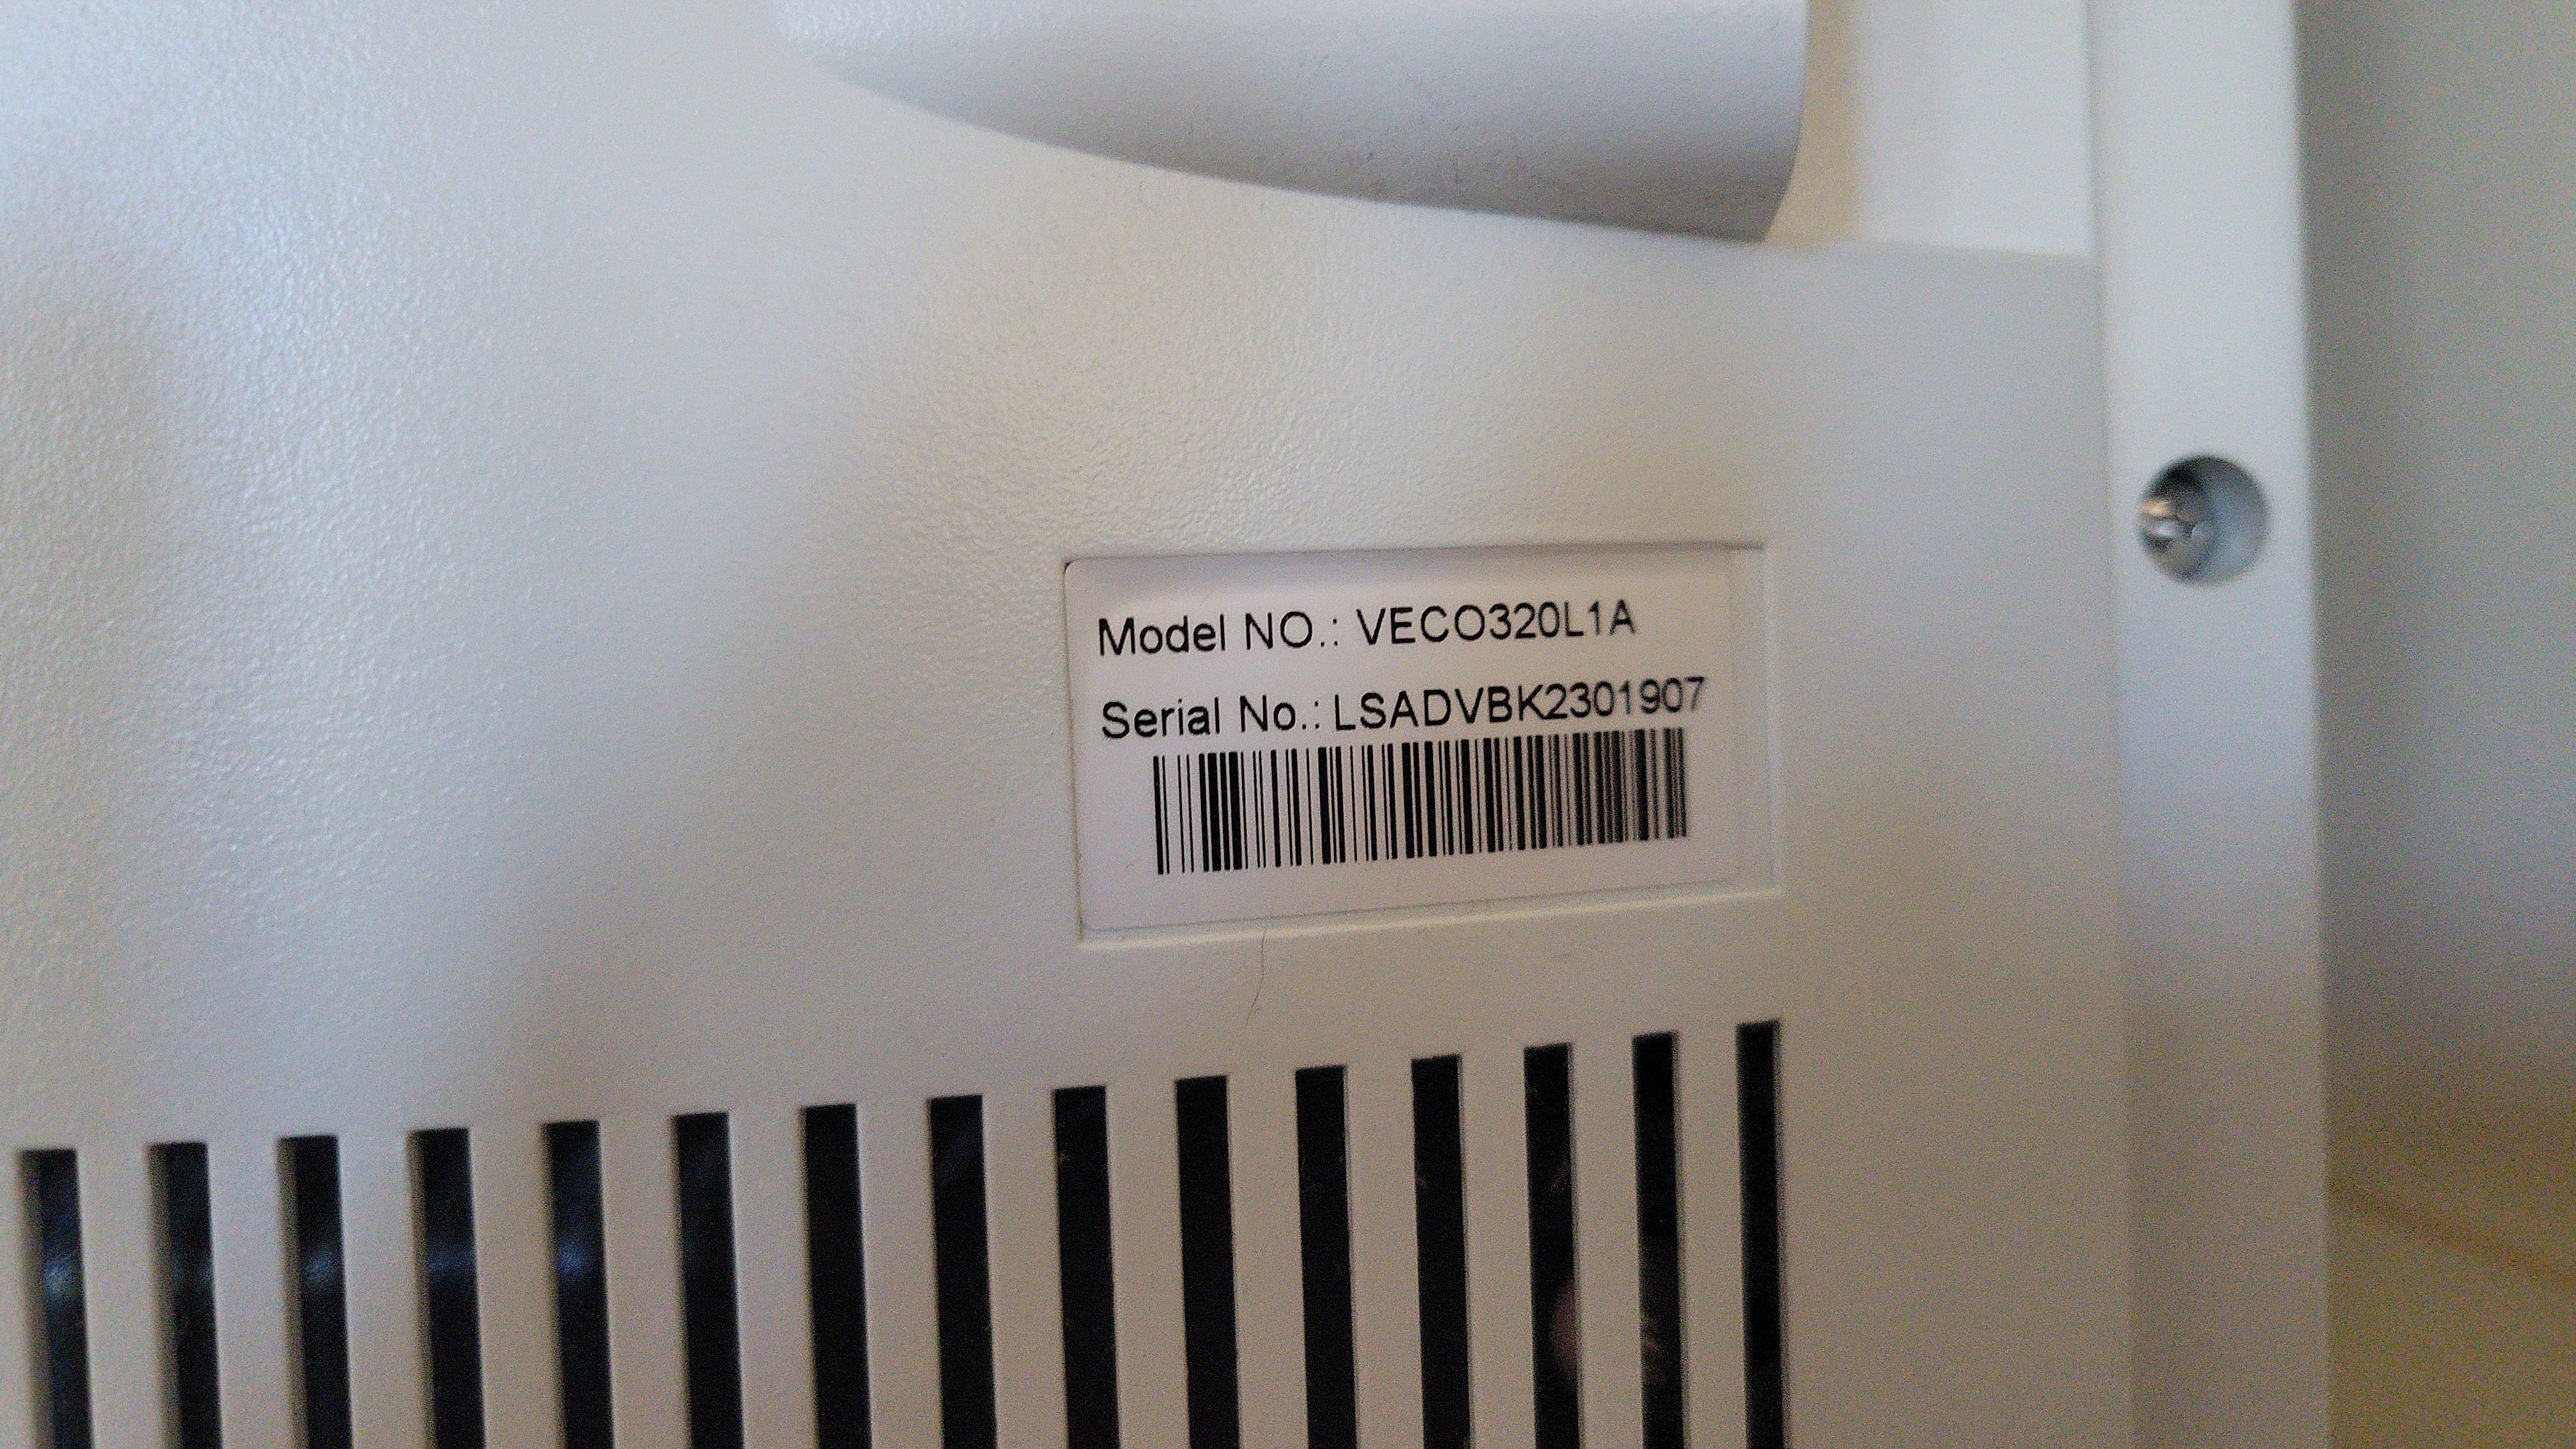 Model NO.: VECO320L1A
Serial No.: LSADVBK2301907